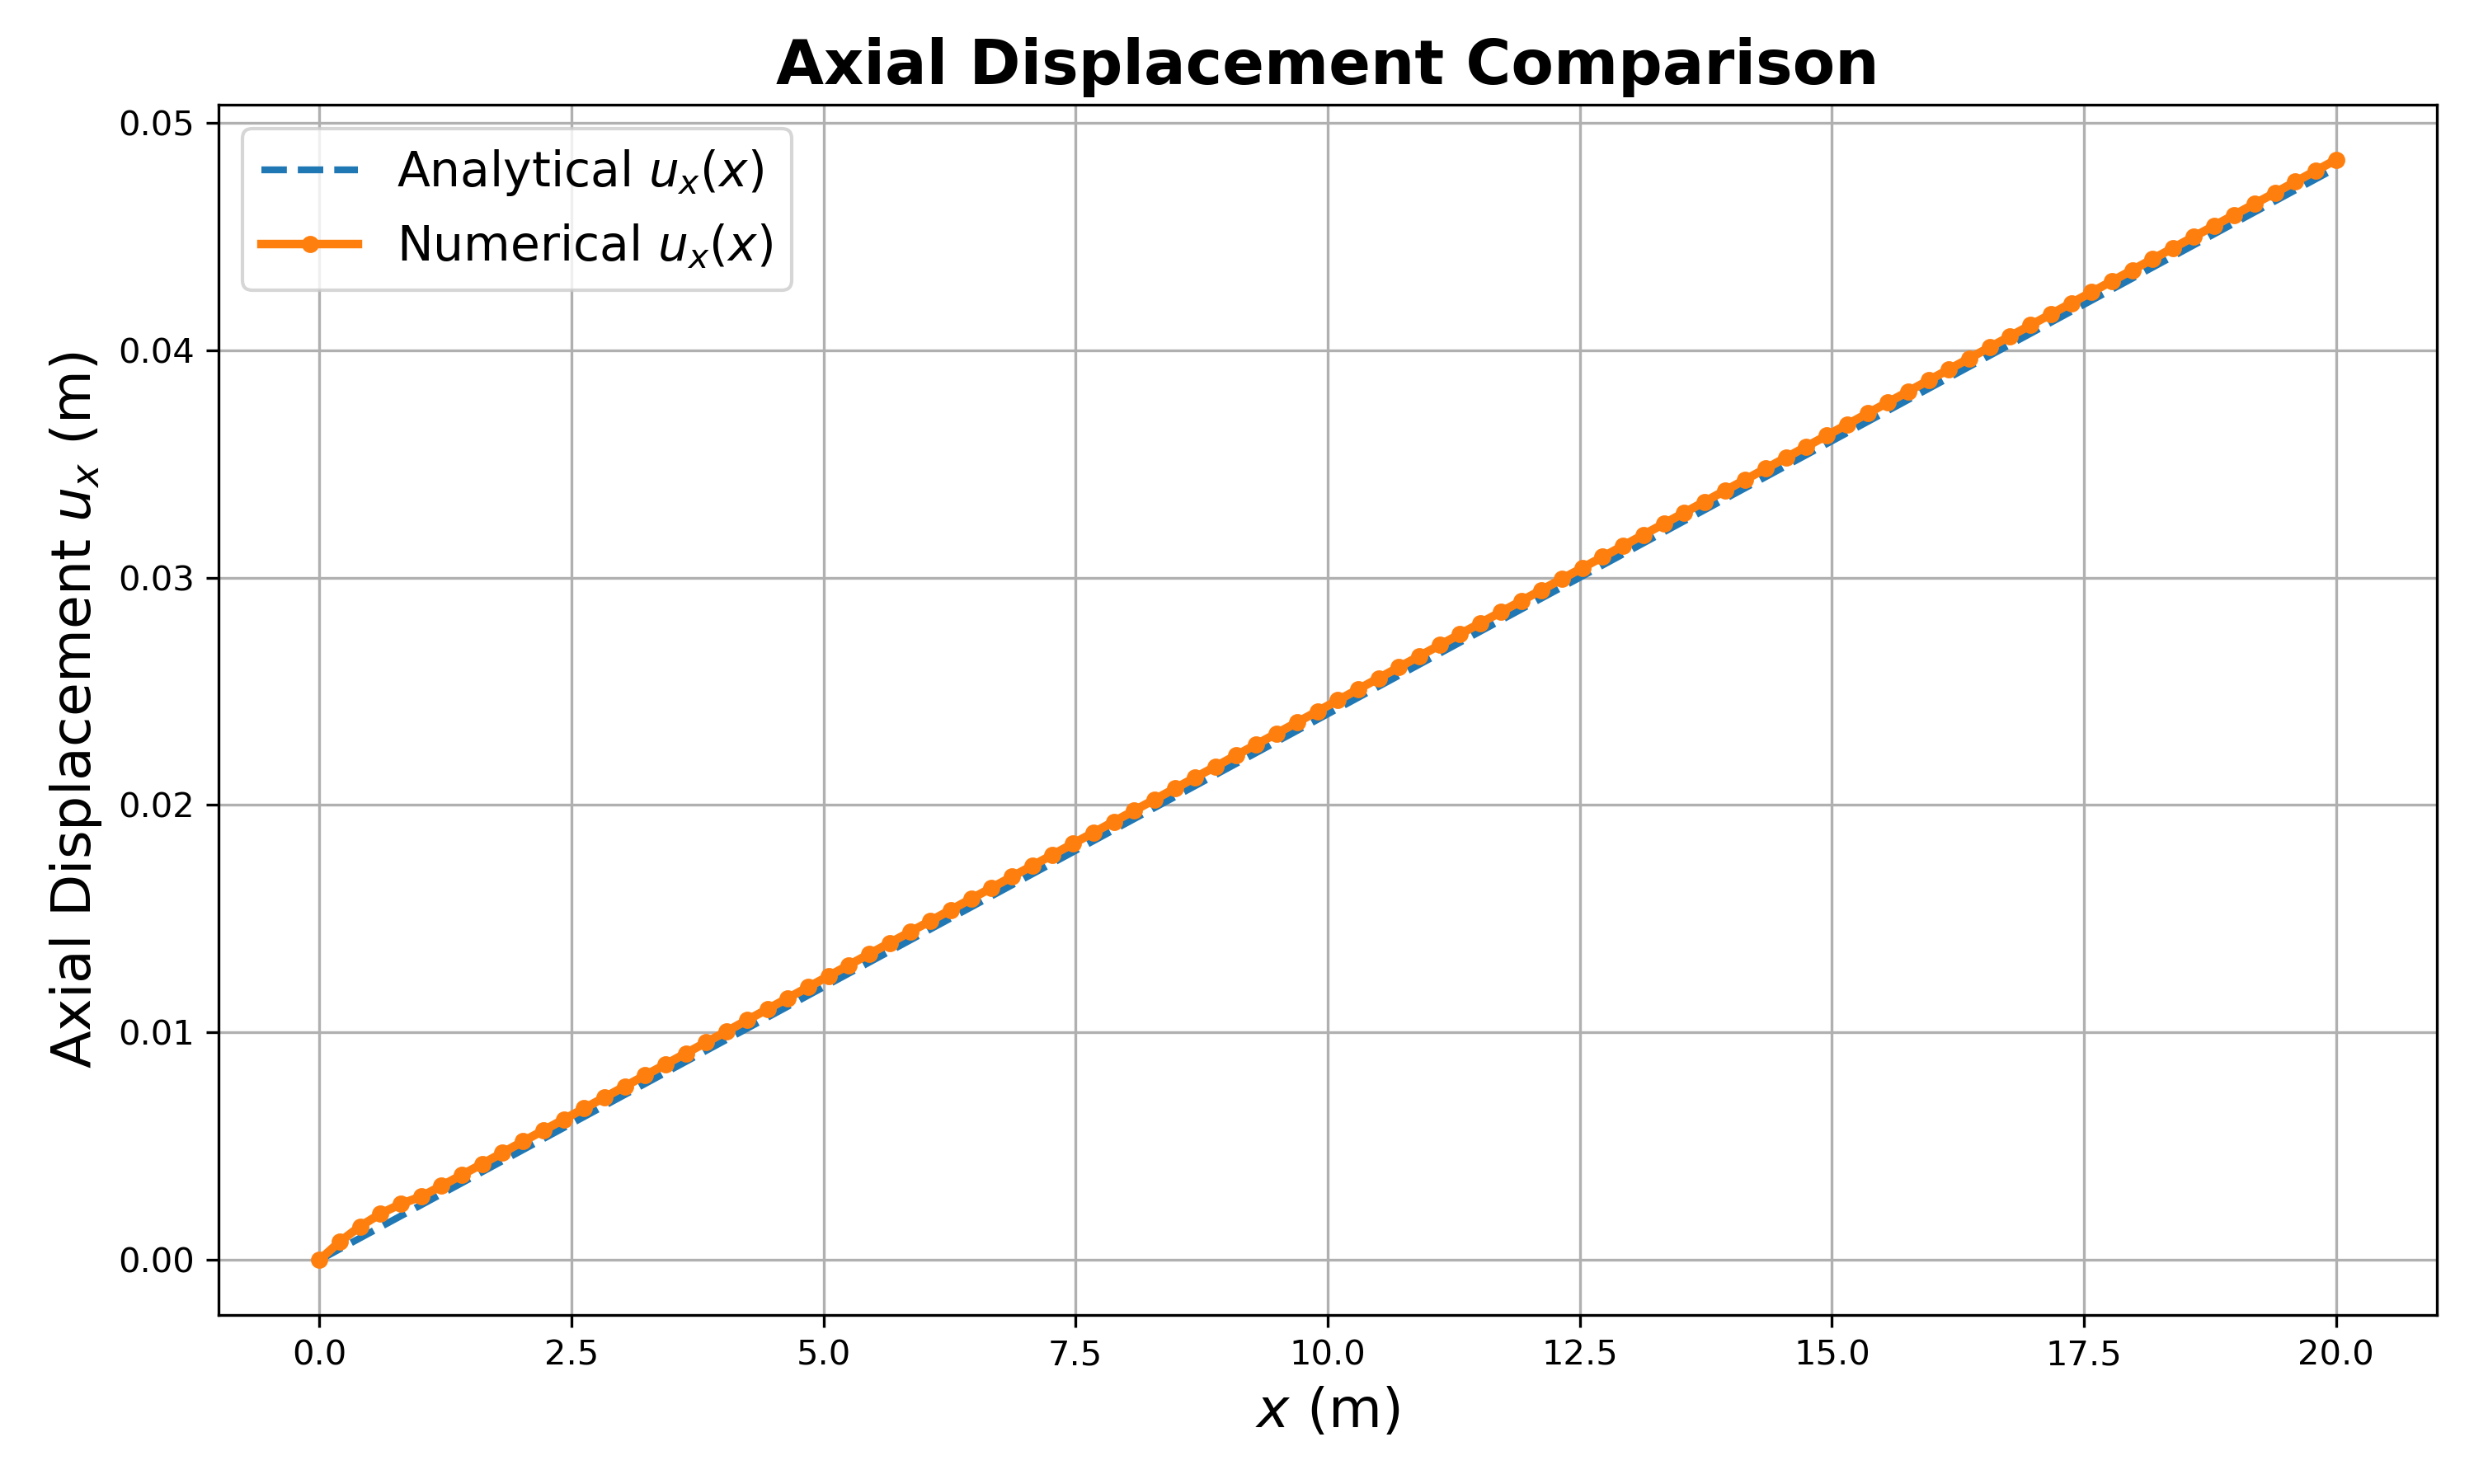 Axial Displacement Comparison
Analytical uₓ(x)
Numerical uₓ(x)
Axial Displacement uₓ (m)
0.05
0.04
0.03
0.02
0.01
0.00
0.0 2.5 5.0 7.5 10.0 12.5 15.0 17.5 20.0
x (m)